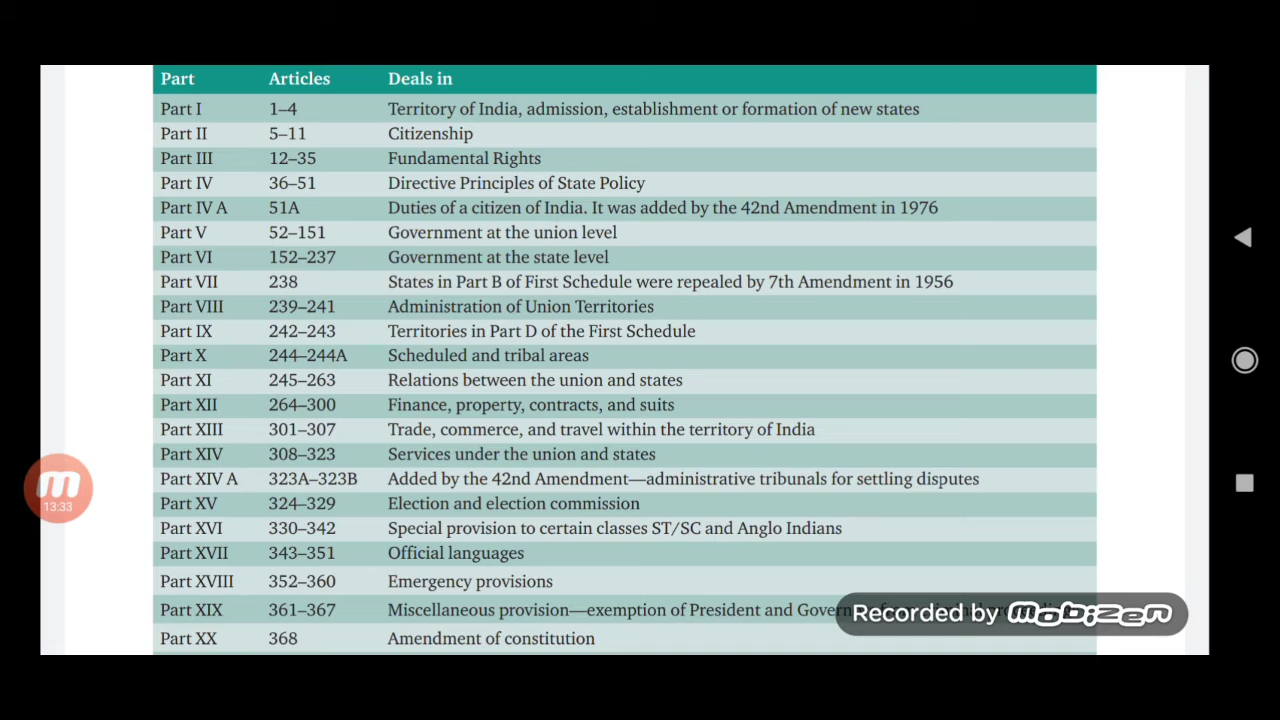 Part Articles Deals in
Part I 1–4 Territory of India, admission, establishment or formation of new states
Part II 5–11 Citizenship
Part III 12–35 Fundamental Rights
Part IV 36–51 Directive Principles of State Policy
Part IV A 51A Duties of a citizen of India. It was added by the 42nd Amendment in 1976
Part V 52–151 Government at the union level
Part VI 152–237 Government at the state level
Part VII 238 States in Part B of First Schedule were repealed by 7th Amendment in 1956
Part VIII 239–241 Administration of Union Territories
Part IX 242–243 Territories in Part D of the First Schedule
Part X 244–244A Scheduled and tribal areas
Part XI 245–263 Relations between the union and states
Part XII 264–300 Finance, property, contracts, and suits
Part XIII 301–307 Trade, commerce, and travel within the territory of India
Part XIV 308–323 Services under the union and states
Part XIV A 323A–323B Added by the 42nd Amendment—administrative tribunals for settling disputes
Part XV 324–329 Election and election commission
Part XVI 330–342 Special provision to certain classes ST/SC and Anglo Indians
Part XVII 343–351 Official languages
Part XVIII 352–360 Emergency provisions
Part XIX 361–367 Miscellaneous provision—exemption of President and
Part XX 368 Amendment of constitution
m
13:33
Recorded by mobizen